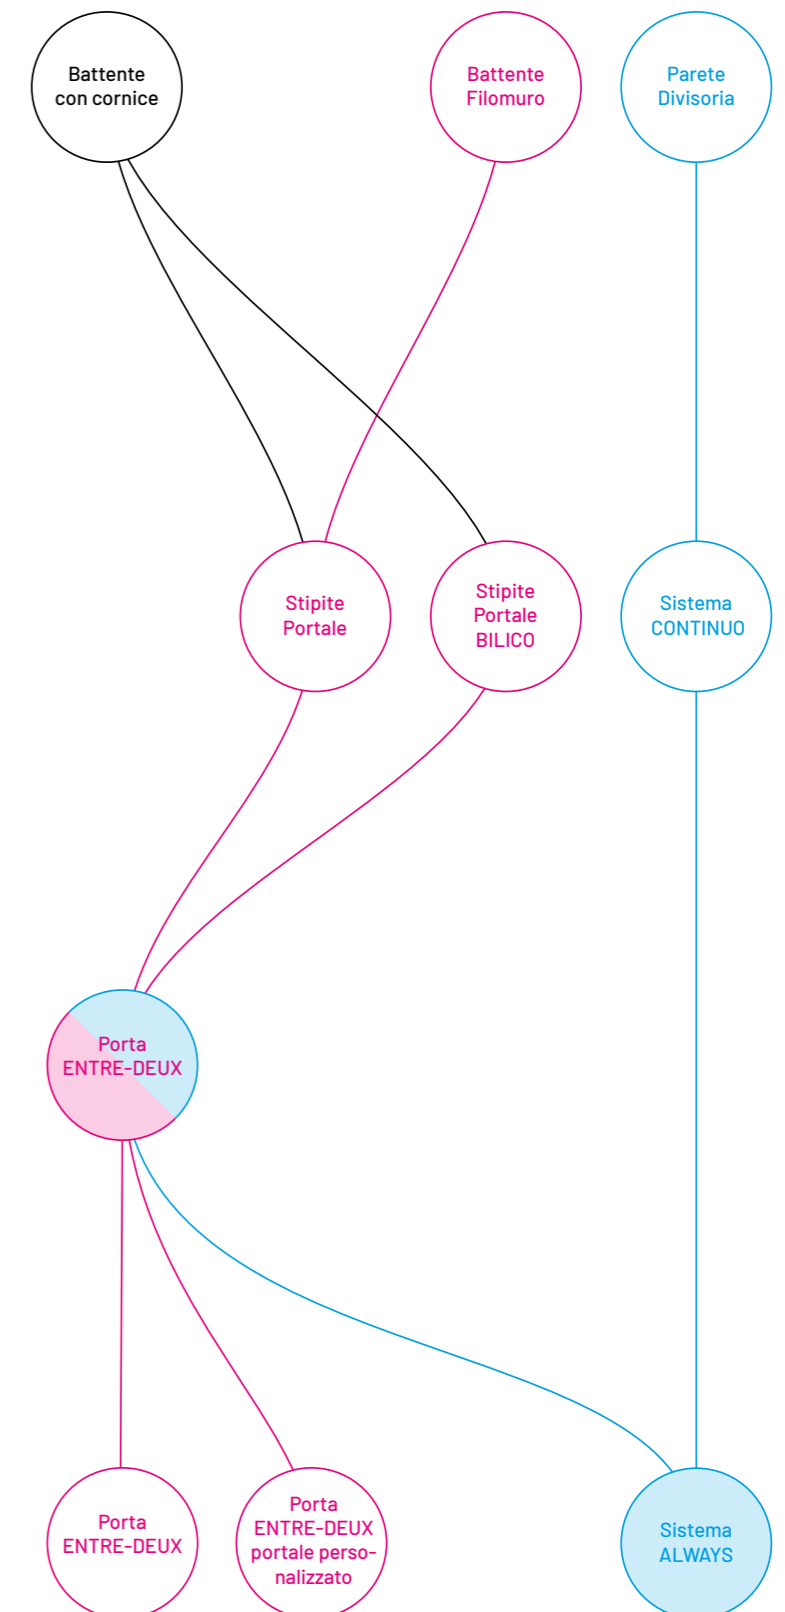 Battente
con cornice
Battente
Filomuro
Parete
Divisoria
Stipite
Portale
Stipite
Portale
BILICO
Sistema
CONTINUO
Porta
ENTRE-DEUX
Porta
ENTRE-DEUX
Porta
ENTRE-DEUX
portale perso-
nalizzato
Sistema
ALWAYS